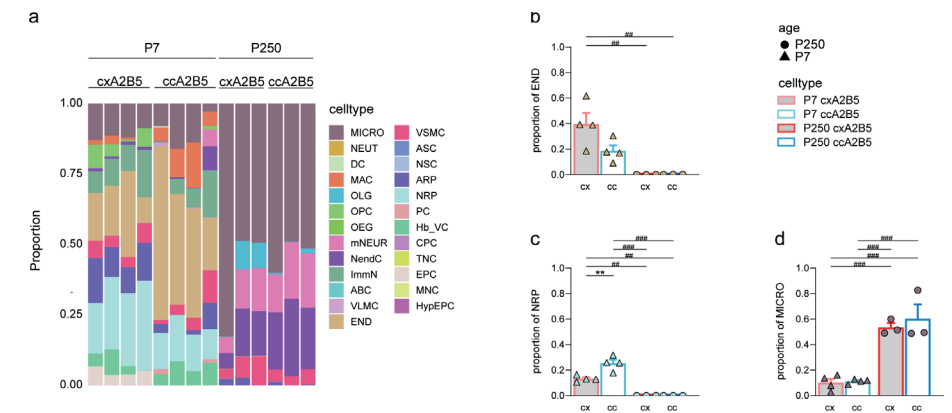 a
P7 P250
cxA2B5 ccA2B5 cxA2B5 ccA2B5
Proportion
1.00
0.75
0.50
0.25
0.00
celltype
MICRO VSMC
NEUT ASC
DC NSC
MAC ARP
OLG NRP
OPC PC
OEG Hb_VC
mNEUR CPC
NendC TNC
ImmN EPC
ABC MNC
VLMC HypEPC
END
b
proportion of END
##
##
1.0
0.8
0.6
0.4
0.2
0.0
cx cc cx cc
age
P250
P7
celltype
P7 cxA2B5
P7 ccA2B5
P250 cxA2B5
P250 ccA2B5
c
proportion of NRP
###
###
##
##
**
1.0
0.8
0.6
0.4
0.2
0.0
cx cc cx cc
d
proportion of MICRO
###
###
###
###
1.0
0.8
0.6
0.4
0.2
0.0
cx cc cx cc